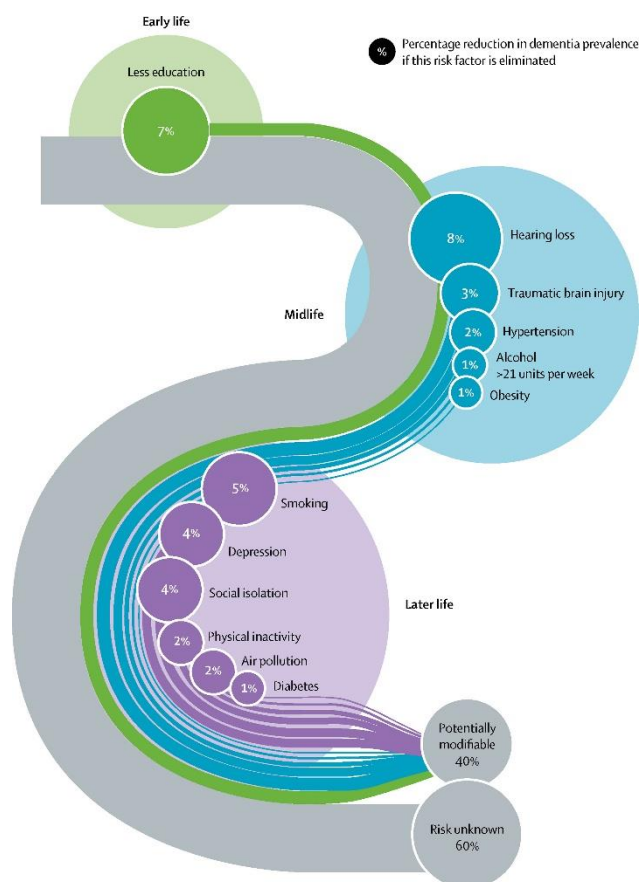 Early life
% Percentage reduction in dementia prevalence
if this risk factor is eliminated
Less education
7%
8% Hearing loss
3% Traumatic brain injury
Midlife
2% Hypertension
1% Alcohol
>21 units per week
1% Obesity
5% Smoking
4% Depression
4% Social isolation
Later life
2% Physical inactivity
2% Air pollution
1% Diabetes
Potentially
modifiable
40%
Risk unknown
60%